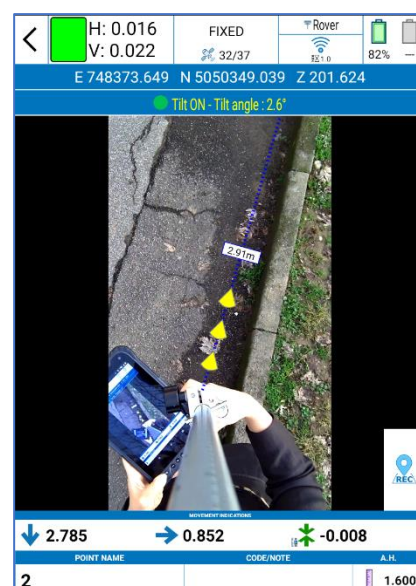 H: 0.016
V: 0.022
FIXED
32/37
Rover
1.0
82%
--
E 748373.649 N 5050349.039 Z 201.624
Tilt ON - Tilt angle : 2.6°
2.91m
REC
MOVEMENT INDICATIONS
2.785
0.852
-0.008
POINT NAME
CODE/NOTE
A.H.
2
1.600